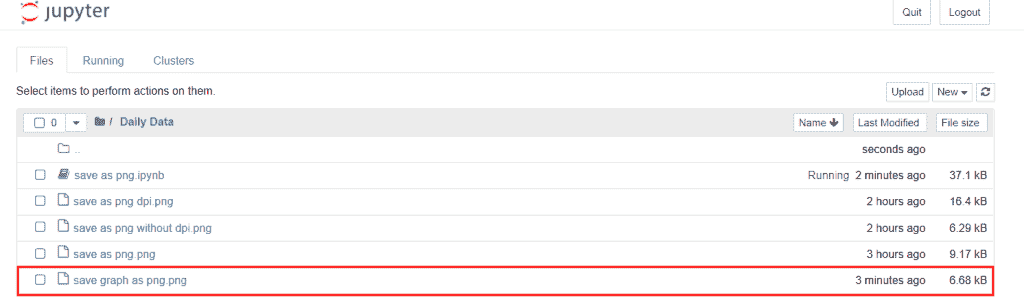 jupyter Quit Logout
Files Running Clusters
Select items to perform actions on them. Upload New
0 / Daily Data Name Last Modified File size
.. seconds ago
save as png.ipynb Running 2 minutes ago 37.1 kB
save as png dpi.png 2 hours ago 16.4 kB
save as png without dpi.png 2 hours ago 6.29 kB
save as png.png 3 hours ago 9.17 kB
save graph as png.png 3 minutes ago 6.68 kB